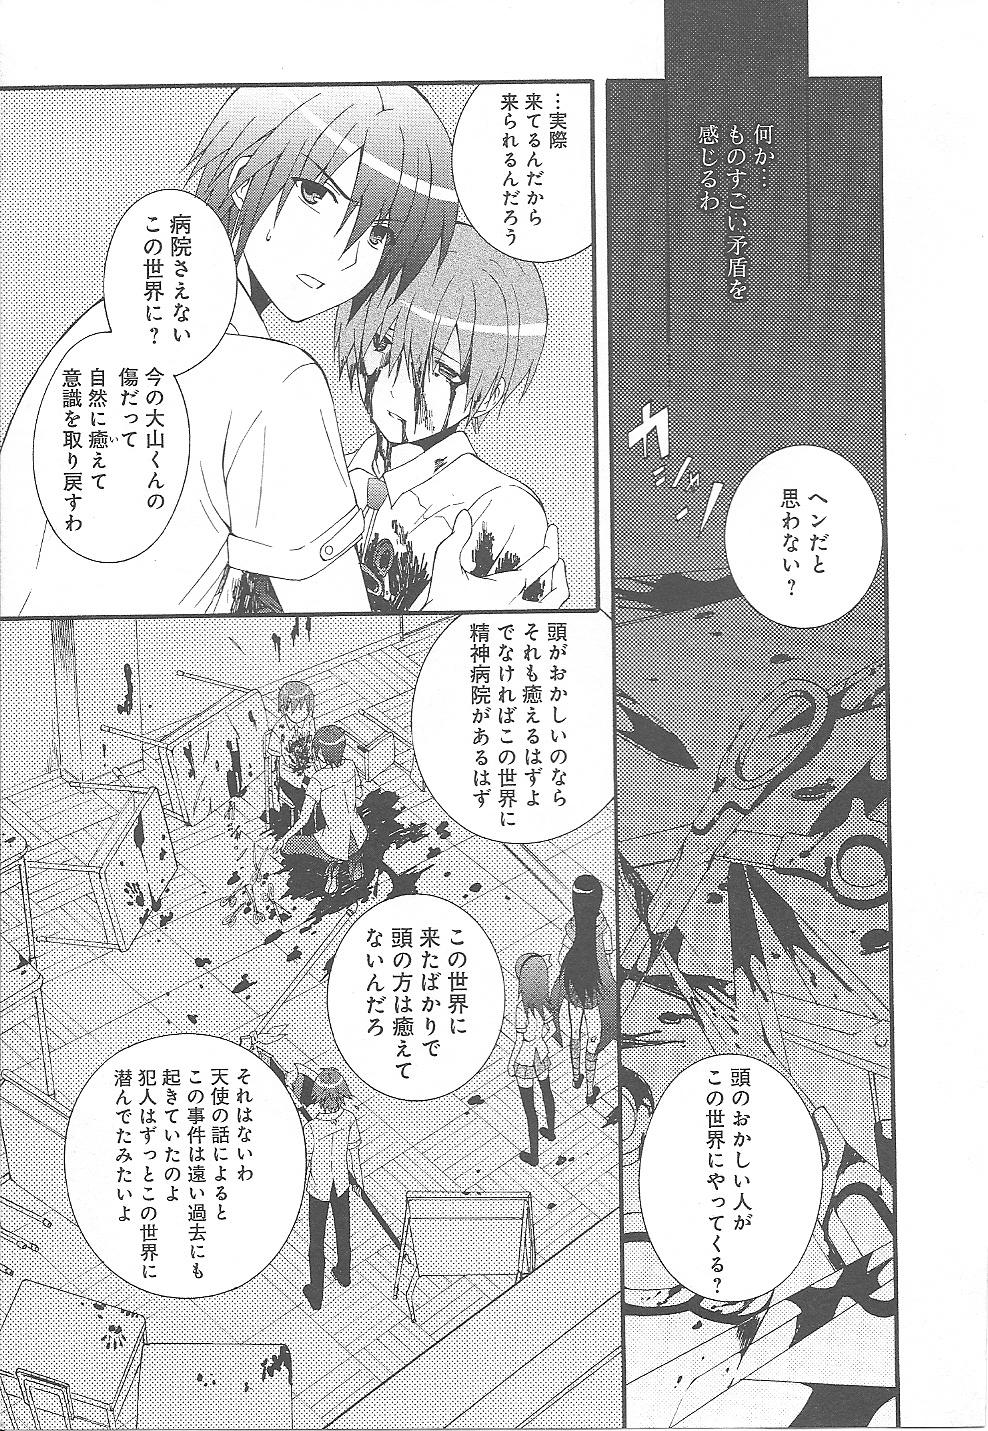 何か…
ものすごい矛盾を
感じるわ
ヘンだと
思わない？
頭のおかしい人が
この世界にやってくる？
…実際
来てるんだから
来られるんだろう
病院さえない
この世界に？
今の大山くんの
傷だって
自然に癒えて
意識を取り戻すわ
頭がおかしいのなら
それも癒えるはずよ
でなければこの世界に
精神病院があるはず
この世界に
来たばかりで
頭の方は癒えて
ないんだろ
それはないわ
天使の話によると
この事件は遠い過去にも
起きていたのよ
犯人はずっとこの世界に
潜んでたみたいよ